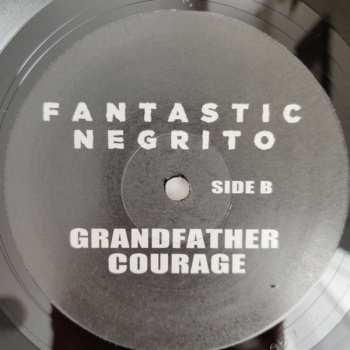 FANTASTIC
NEGRITO
SIDE B
GRANDFATHER
COURAGE